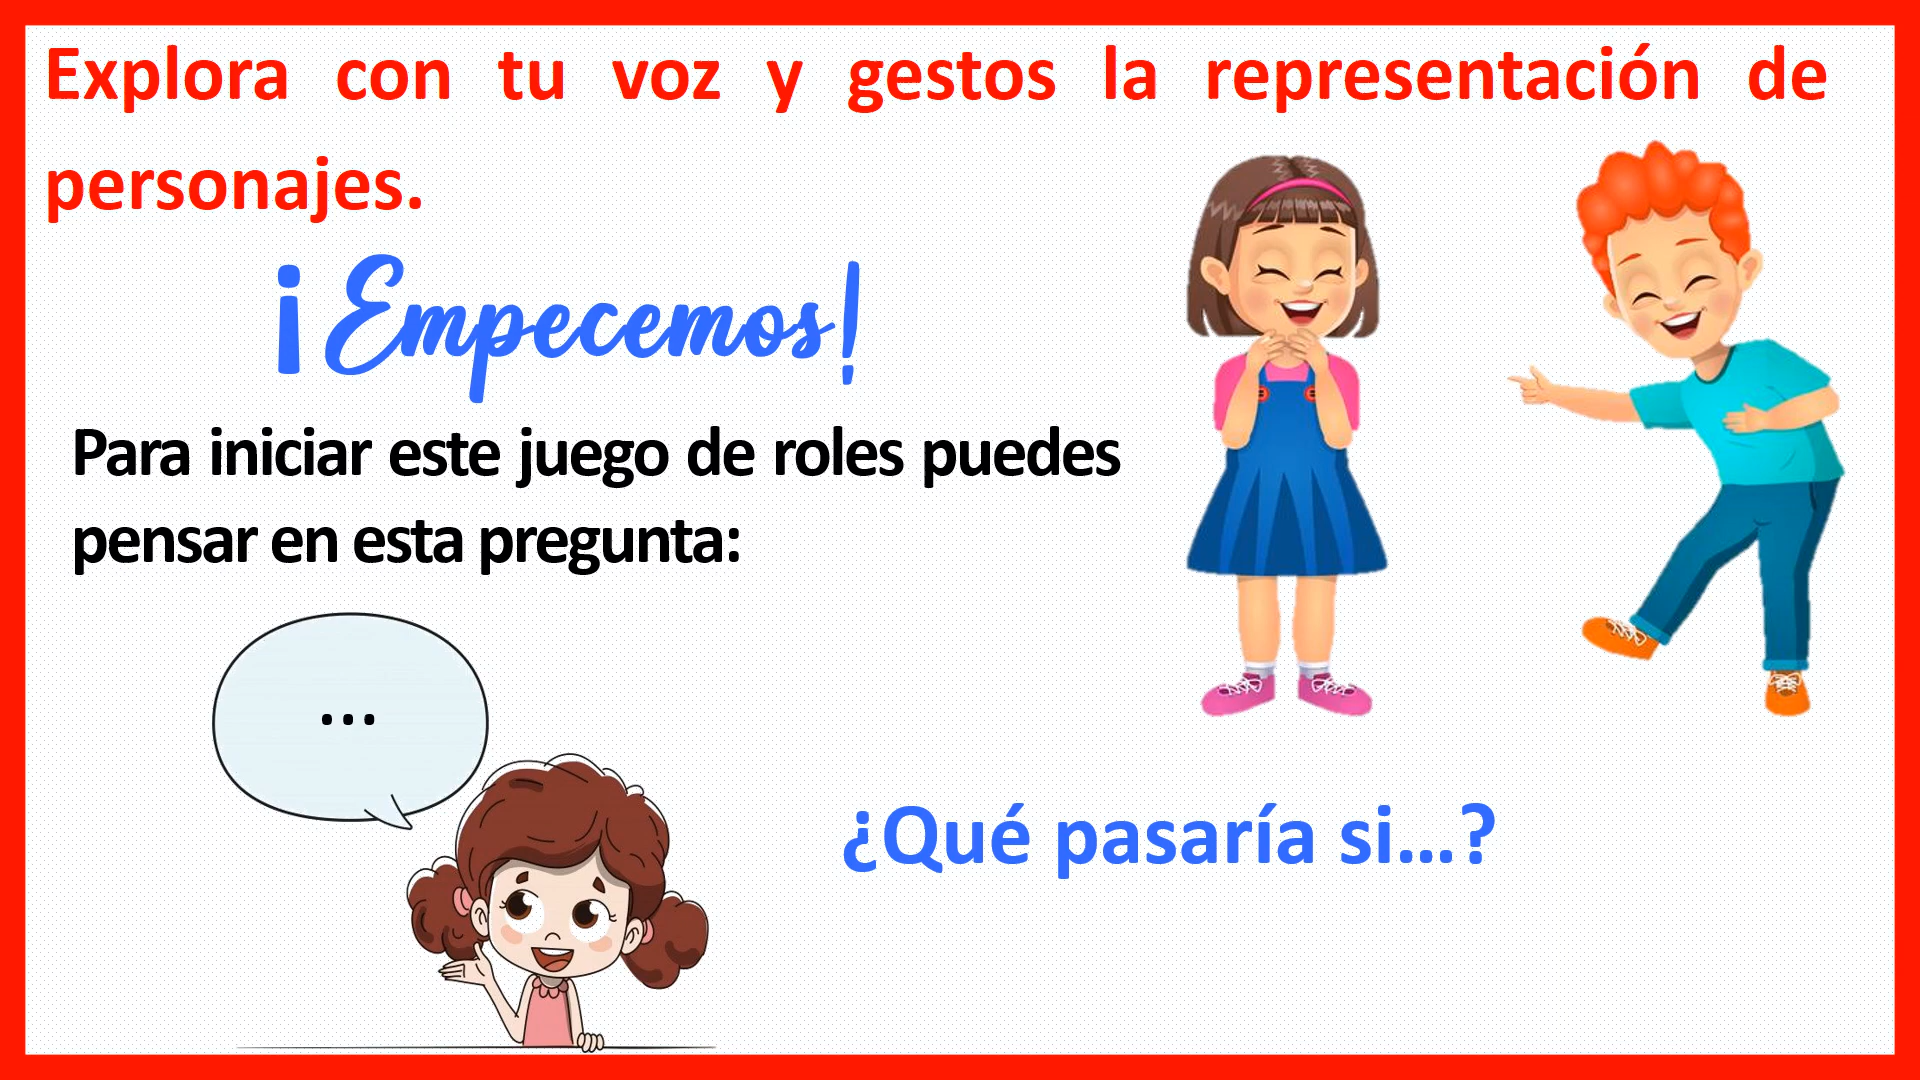 Explora con tu voz y gestos la representación de
personajes.
¡Empecemos!
Para iniciar este juego de roles puedes
pensar en esta pregunta:
...
¿Qué pasaría si...?